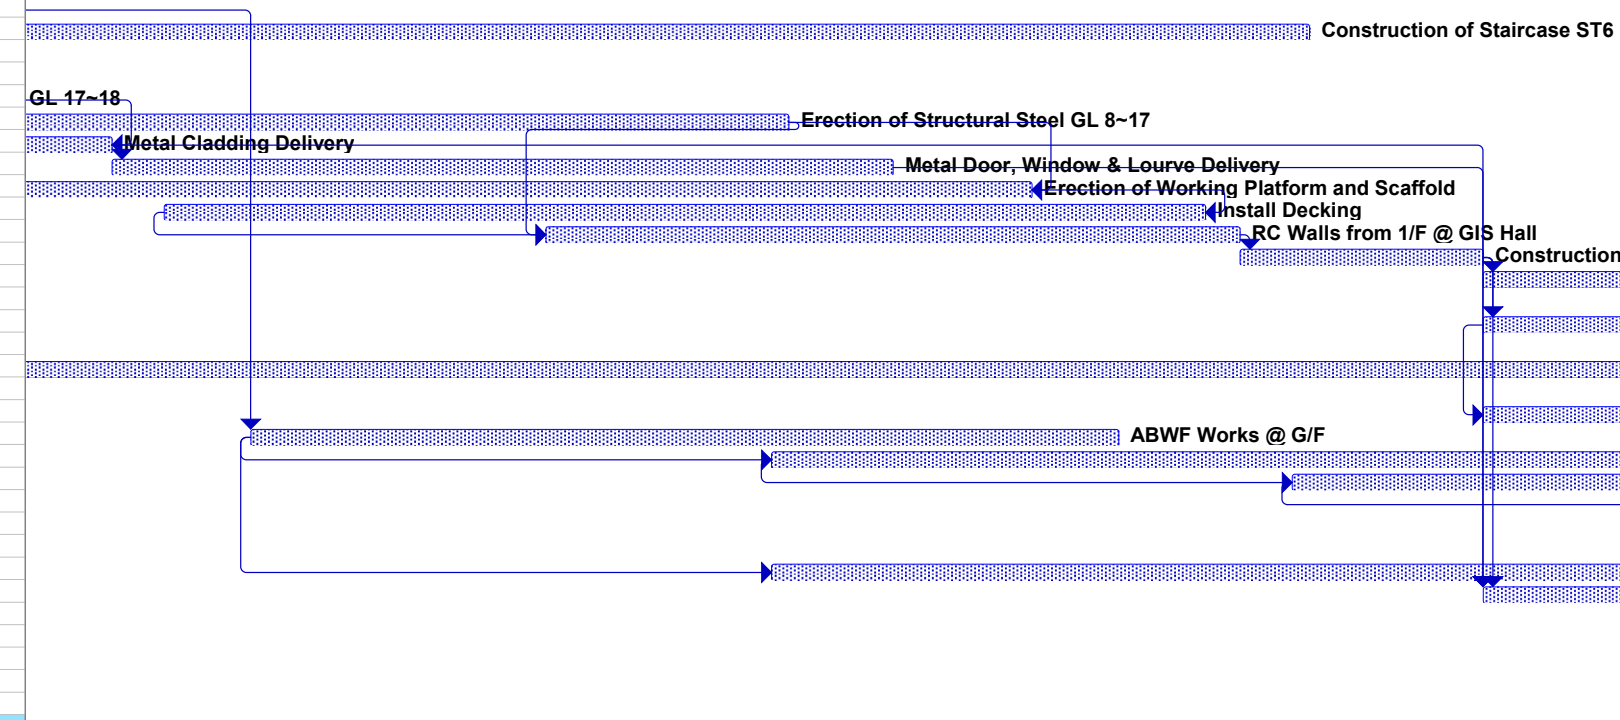 Construction of Staircase ST6
GL 17~18
Erection of Structural Steel GL 8~17
Metal Cladding Delivery
Metal Door, Window & Lourve Delivery
Erection of Working Platform and Scaffold
Install Decking
RC Walls from 1/F @ GIS Hall
Construction
ABWF Works @ G/F